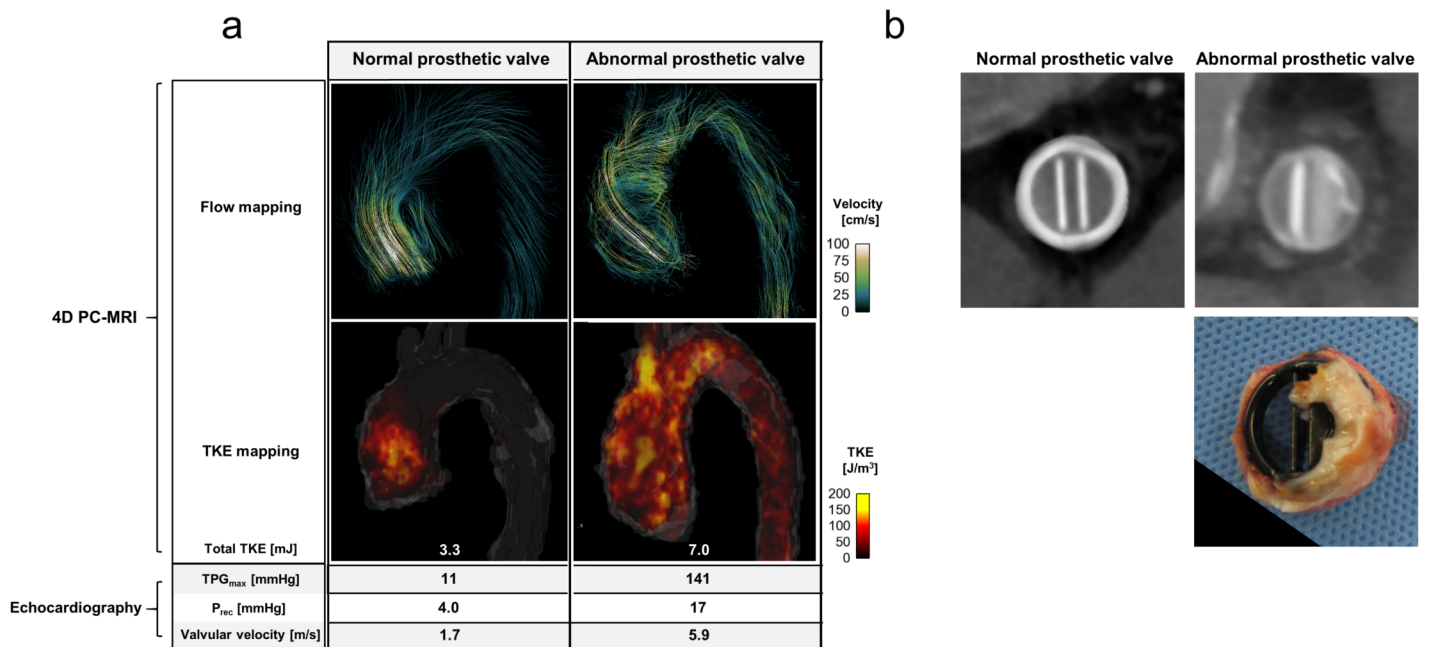 a
b
Normal prosthetic valve
Abnormal prosthetic valve
Normal prosthetic valve
Abnormal prosthetic valve
Flow mapping
Velocity
[cm/s]
100
75
50
25
0
4D PC-MRI
TKE mapping
TKE
[J/m³]
200
150
100
50
0
x
Total TKE [mJ]
3.3
7.0
Echocardiography
TPGmax [mmHg]
11
141
Prec [mmHg]
4.0
17
Valvular velocity [m/s]
1.7
5.9